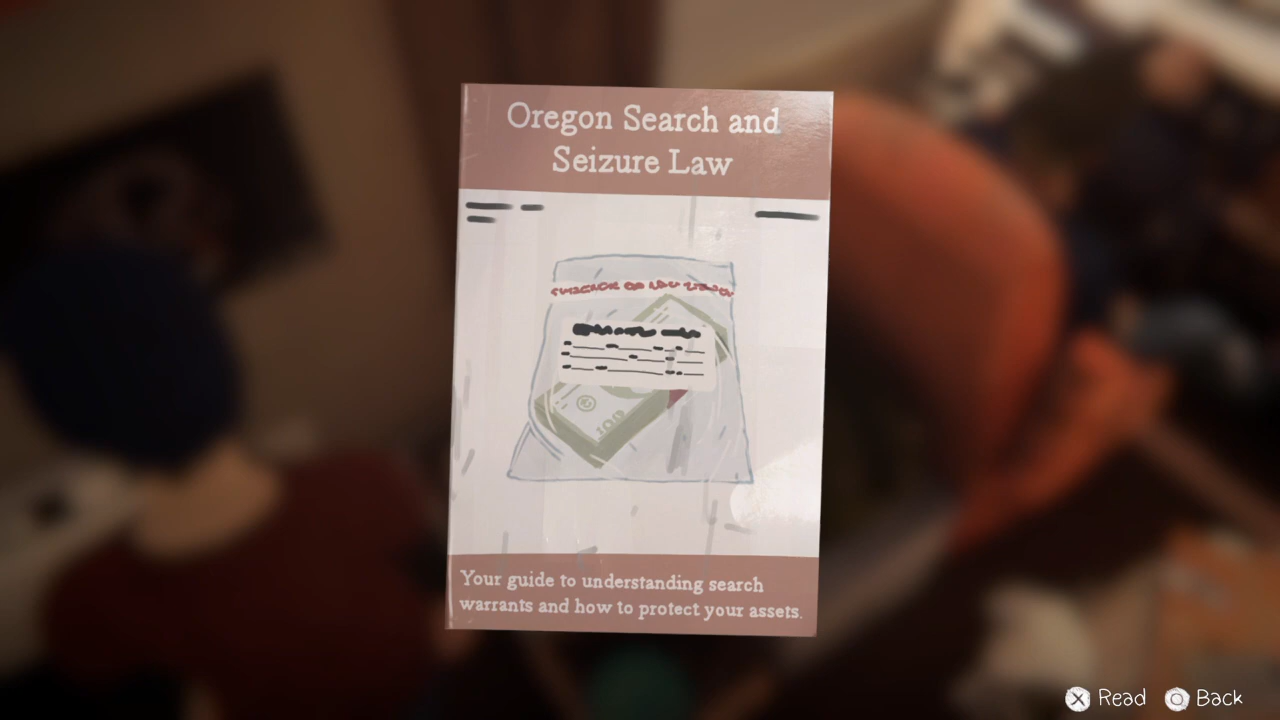 Oregon Search and
Seizure Law
100
Your guide to understanding search
warrants and how to protect your assets.
Read
Back